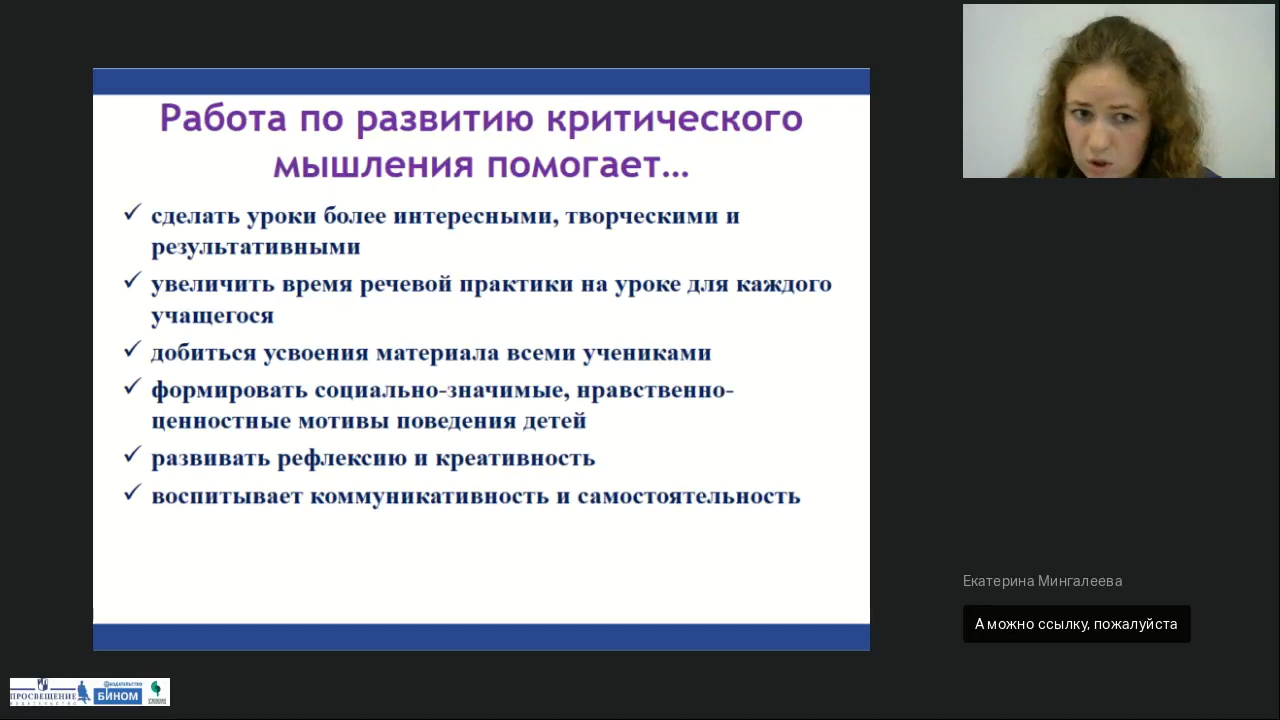 Работа по развитию критического
мышления помогает...
✓ сделать уроки более интересными, творческими и
результативными
✓ увеличить время речевой практики на уроке для каждого
учащегося
✓ добиться усвоения материала всеми учениками
✓ формировать социально-значимые, нравственно-
ценностные мотивы поведения детей
✓ развивать рефлексию и креативность
✓ воспитывает коммуникативность и самостоятельность
Екатерина Мингалеева
А можно ссылку, пожалуйста
ПРОСВЕЩЕНИЕ
ИЗДАТЕЛЬСТВО
ИЗДАТЕЛЬСТВО
БИНОМ